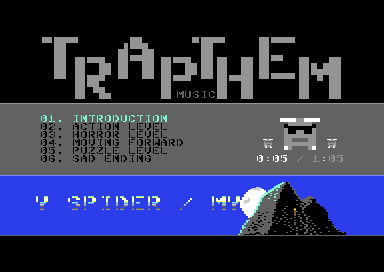 TRAPTHEM
MUSIC
01. INTRODUCTION
02. ACTION LEVEL
03. HORROR LEVEL
04. MOVING FORWARD
05. PUZZLE LEVEL
06. SAD ENDING
0:05 / 1:05
Y SPIDER / MY